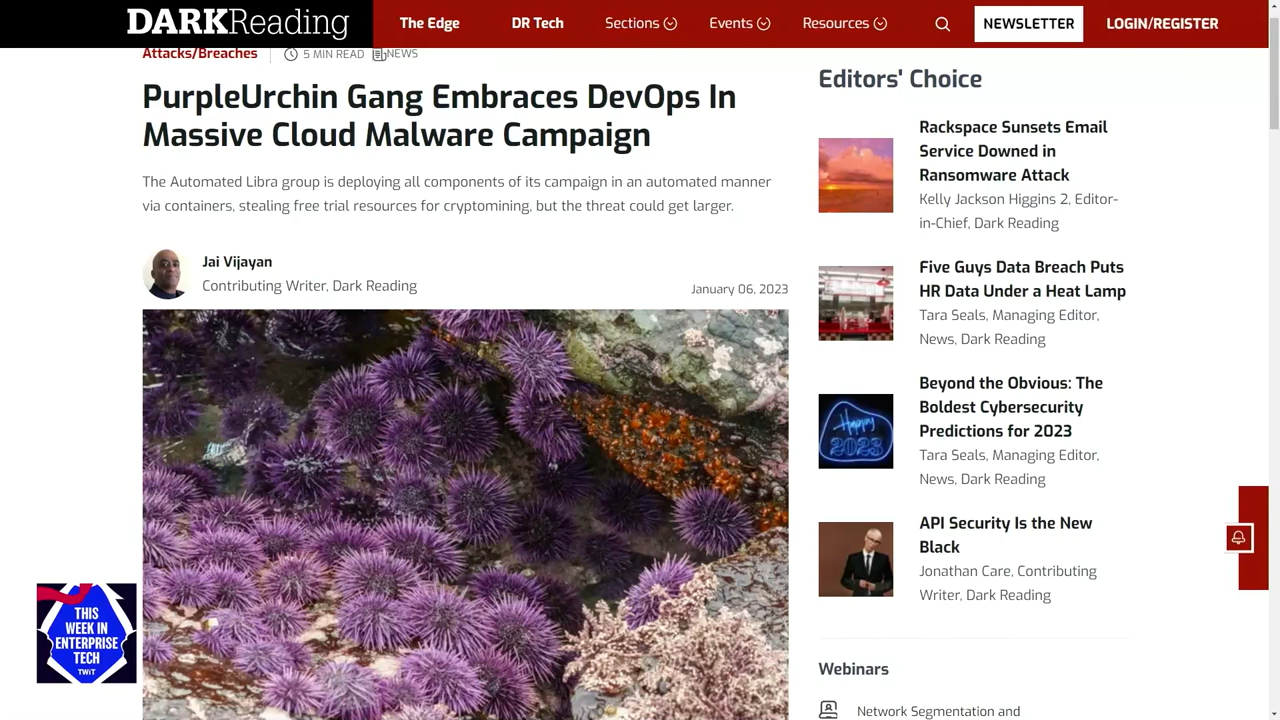 DARKReading
The Edge
DR Tech
Sections
Events
Resources
NEWSLETTER
LOGIN/REGISTER
Attacks/Breaches
5 MIN READ
NEWS
PurpleUrchin Gang Embraces DevOps In
Massive Cloud Malware Campaign
The Automated Libra group is deploying all components of its campaign in an automated manner
via containers, stealing free trial resources for cryptomining, but the threat could get larger.
Jai Vijayan
Contributing Writer, Dark Reading
January 06, 2023
THIS
WEEK IN
ENTERPRISE
TECH
TWiT
Editors' Choice
Rackspace Sunsets Email
Service Downed in
Ransomware Attack
Kelly Jackson Higgins 2, Editor-
in-Chief, Dark Reading
Five Guys Data Breach Puts
HR Data Under a Heat Lamp
Tara Seals, Managing Editor,
News, Dark Reading
Happy
2023
Beyond the Obvious: The
Boldest Cybersecurity
Predictions for 2023
Tara Seals, Managing Editor,
News, Dark Reading
API Security Is the New
Black
Jonathan Care, Contributing
Writer, Dark Reading
Webinars
Network Segmentation and